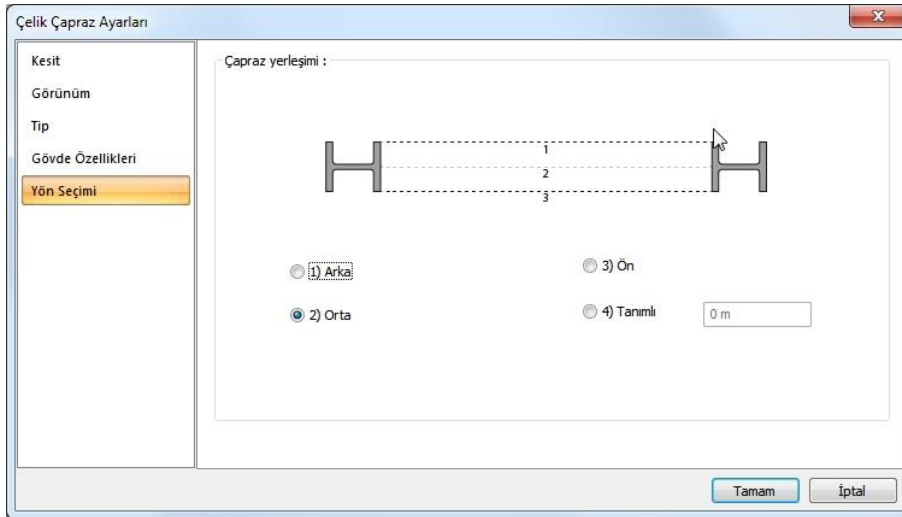 Çelik Çapraz Ayarları
Kesit
Görünüm
Tip
Gövde Özellikleri
Yön Seçimi
Çapraz yerleşimi :
1
2
3
1) Arka
3) Ön
2) Orta
4) Tanımlı
0 m
Tamam
İptal